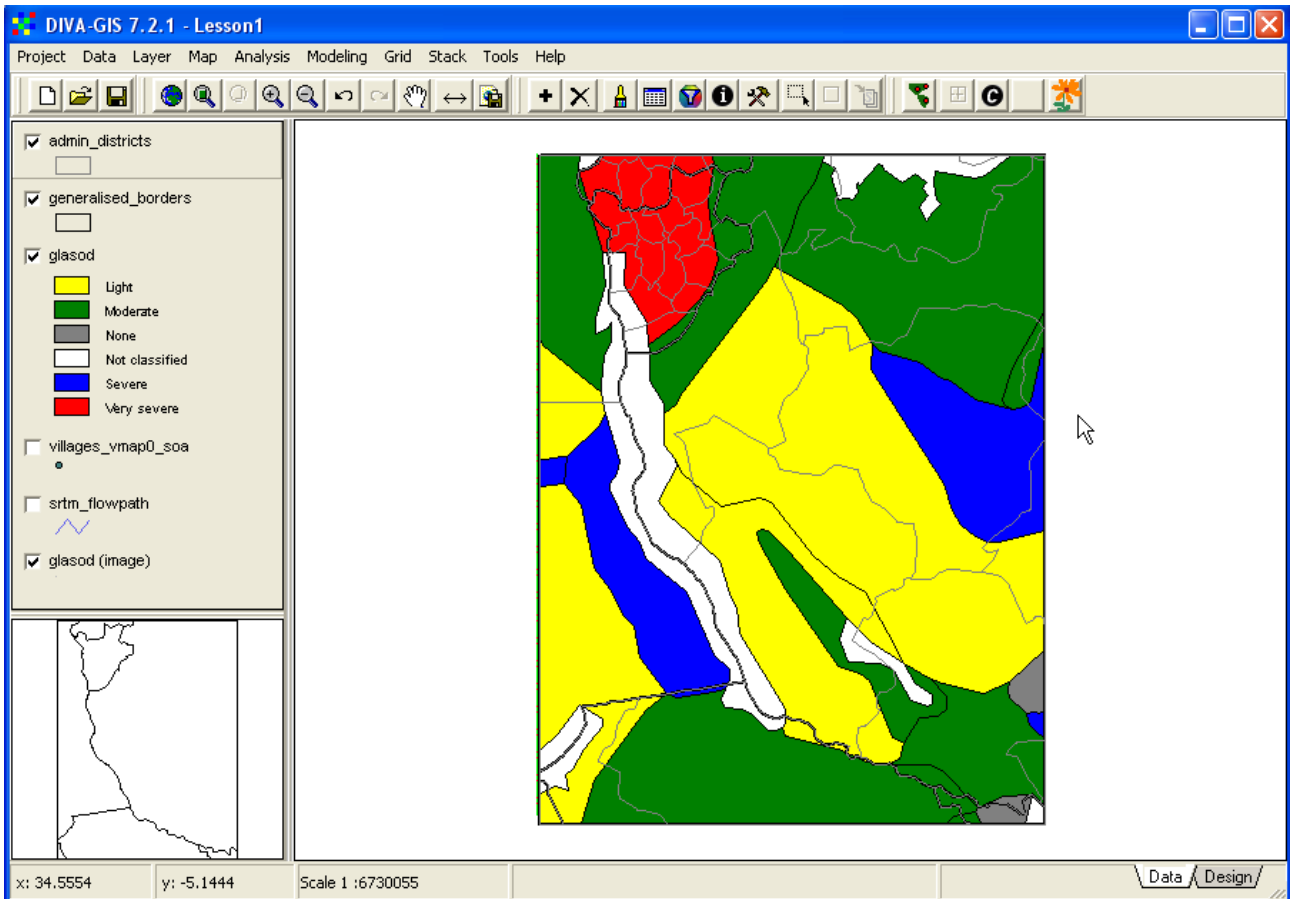 DIVA-GIS 7.2.1 - Lesson1
Project Data Layer Map Analysis Modeling Grid Stack Tools Help
admin_districts
generalised_borders
glasod
Light
Moderate
None
Not classified
Severe
Very severe
villages_vmap0_soa
srtm_flowpath
glasod (image)
x: 34.5554 y: -5.1444 Scale 1 :6730055 Data Design